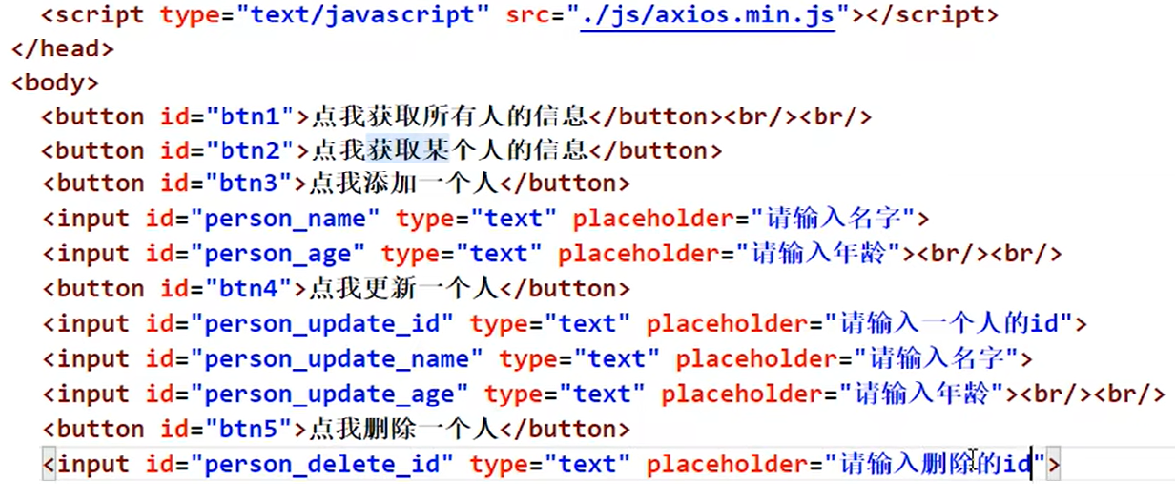 <script type="text/javascript" src="./js/axios.min.js"></script>
</head>
<body>
<button id="btn1">点我获取所有人的信息</button><br/><br/>
<button id="btn2">点我获取某个人的信息</button>
<button id="btn3">点我添加一个人</button>
<input id="person_name" type="text" placeholder="请输入名字">
<input id="person_age" type="text" placeholder="请输入年龄"><br/><br/>
<button id="btn4">点我更新一个人</button>
<input id="person_update_id" type="text" placeholder="请输入一个人的id">
<input id="person_update_name" type="text" placeholder="请输入名字">
<input id="person_update_age" type="text" placeholder="请输入年龄"><br/><br/>
<button id="btn5">点我删除一个人</button>
<input id="person_delete_id" type="text" placeholder="请输入删除的id">